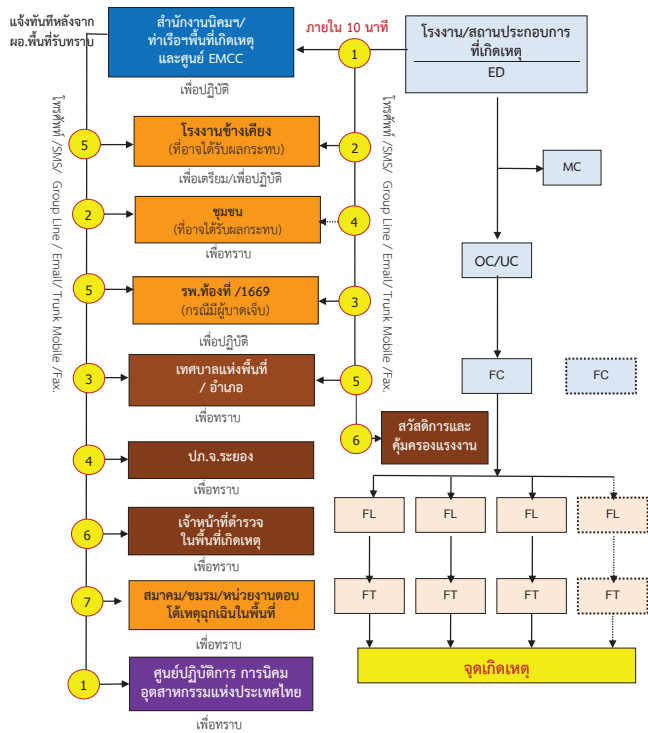 แจ้งทันทีหลังจาก
ผอ.พื้นที่รับทราบ
สำนักงานนิคมฯ/
ท่าเรือฯพื้นที่เกิดเหตุ
และศูนย์ EMCC
เพื่อปฏิบัติ
ภายใน 10 นาที
1
โรงงาน/สถานประกอบการ
ที่เกิดเหตุ
ED
โทรศัพท์ /SMS/ Group Line / Email/ Trunk Mobile /Fax.
โทรศัพท์ /SMS/ Group Line / Email/ Trunk Mobile /Fax.
5
โรงงานข้างเคียง
(ที่อาจได้รับผลกระทบ)
2
เพื่อเตรียม/เพื่อปฏิบัติ
MC
2
ชุมชน
(ที่อาจได้รับผลกระทบ)
4
เพื่อทราบ
OC/UC
5
รพ.ท้องที่ /1669
(กรณีมีผู้บาดเจ็บ)
3
เพื่อปฏิบัติ
3
เทศบาลแห่งพื้นที่
/ อำเภอ
5
เพื่อทราบ
FC
FC
6
สวัสดิการและ
คุ้มครองแรงงาน
4
ปภ.จ.ระยอง
เพื่อทราบ
6
เจ้าหน้าที่ตำรวจ
ในพื้นที่เกิดเหตุ
เพื่อทราบ
FL
FL
FL
FL
7
สมาคม/ชมรม/หน่วยงานตอบ
โต้เหตุฉุกเฉินในพื้นที่
เพื่อทราบ
FT
FT
FT
FT
1
ศูนย์ปฏิบัติการ การนิคม
อุตสาหกรรมแห่งประเทศไทย
เพื่อทราบ
จุดเกิดเหตุ